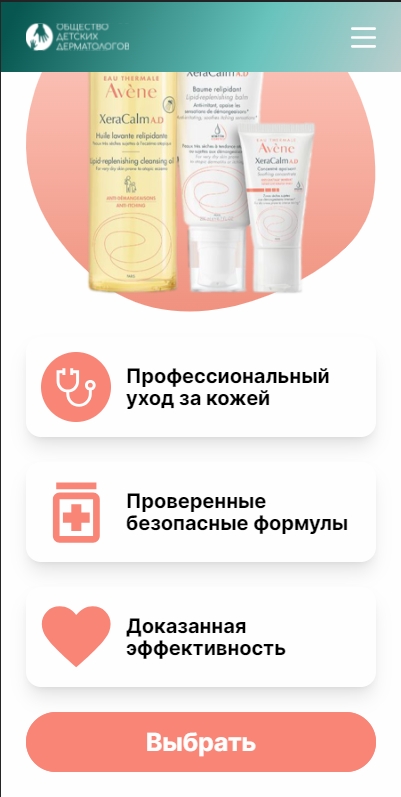 ОБЩЕСТВО
ДЕТСКИХ
ДЕРМАТОЛОГОВ
EAU THERMALE
Avène
XeraCalm A.D
Huile lavante relipidante
Lipid-replenishing cleansing oil
ANTI-DÉMANGEAISONS
ANTI-ITCHING
XeraCalm A.D
Baume relipidant
Lipid-replenishing balm
EAU THERMALE
Avène
XeraCalm A.D
Concentré apaisant
Soothing concentrate
Профессиональный
уход за кожей
Проверенные
безопасные формулы
Доказанная
эффективность
Выбрать